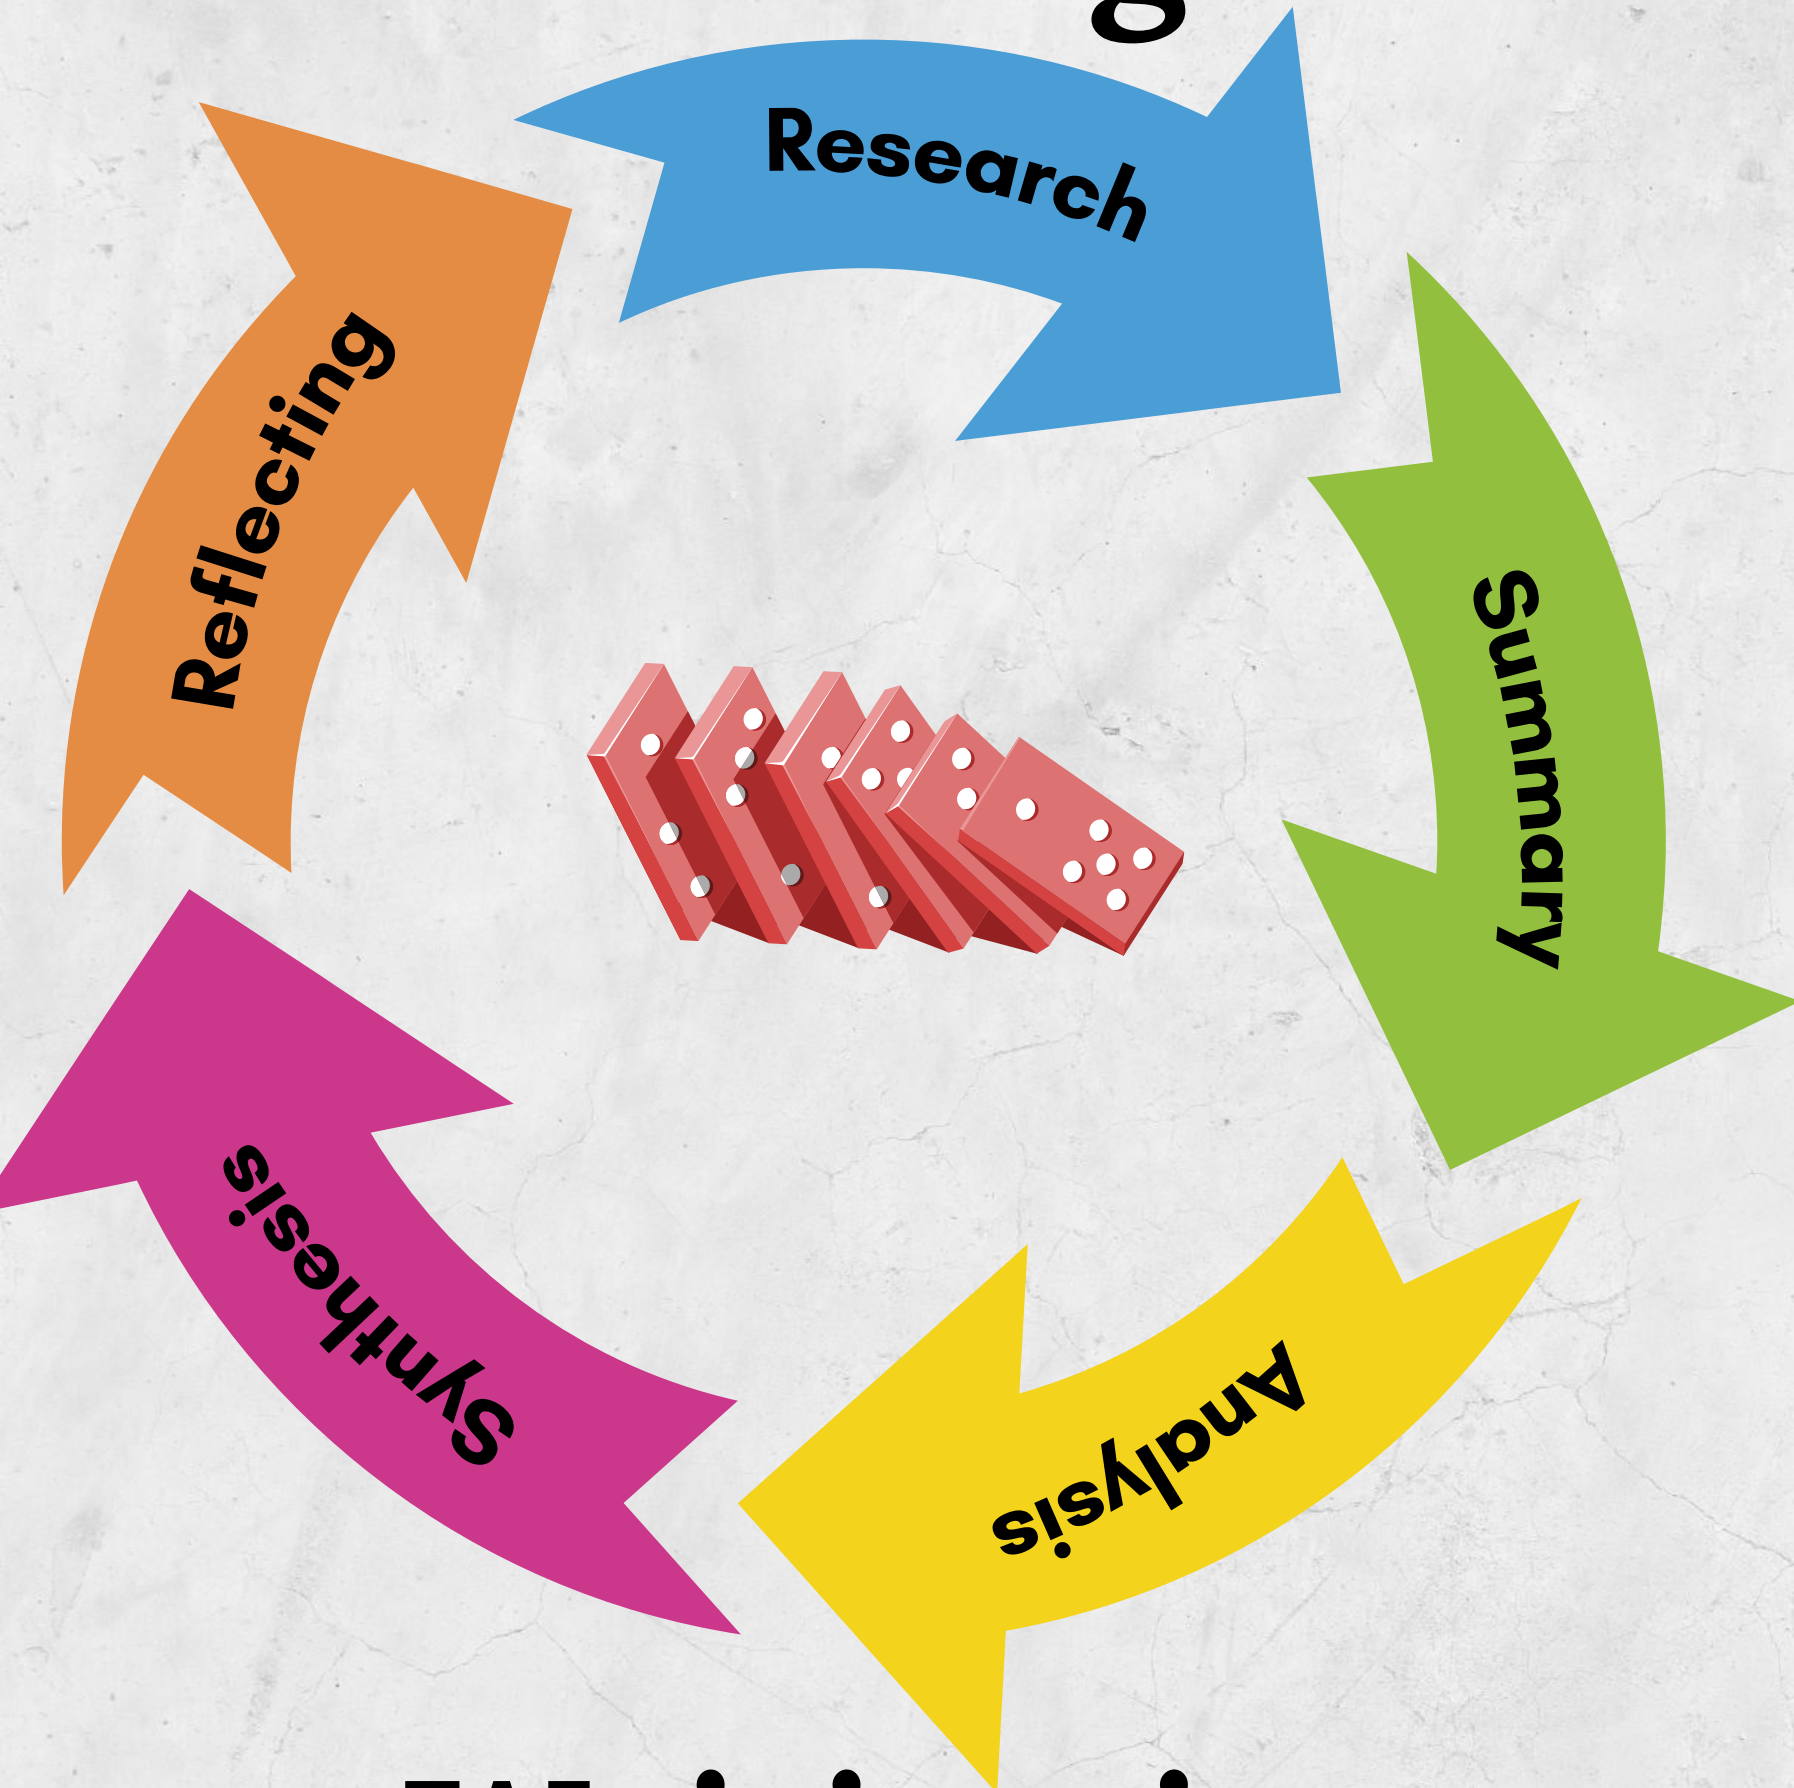 Research
Summary
Analysis
Synthesis
Reflecting